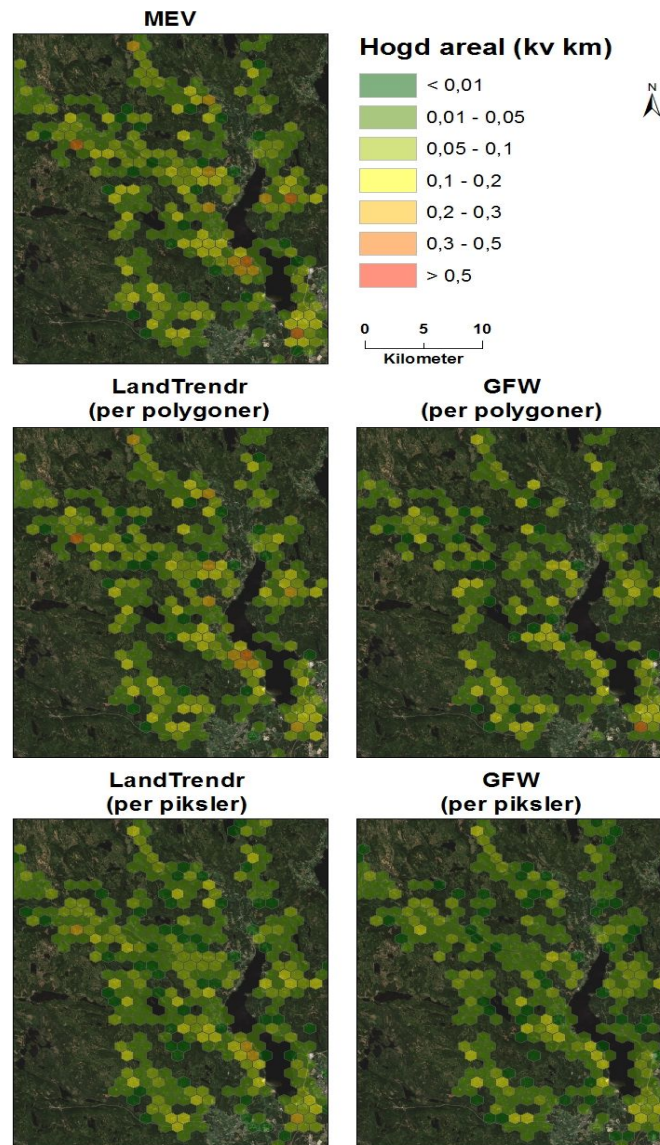 MEV
Hogd areal (kv km)
N
< 0,01
0,01 - 0,05
0,05 - 0,1
0,1 - 0,2
0,2 - 0,3
0,3 - 0,5
> 0,5
0 5 10
Kilometer
LandTrendr
(per polygoner)
GFW
(per polygoner)
LandTrendr
(per piksler)
GFW
(per piksler)